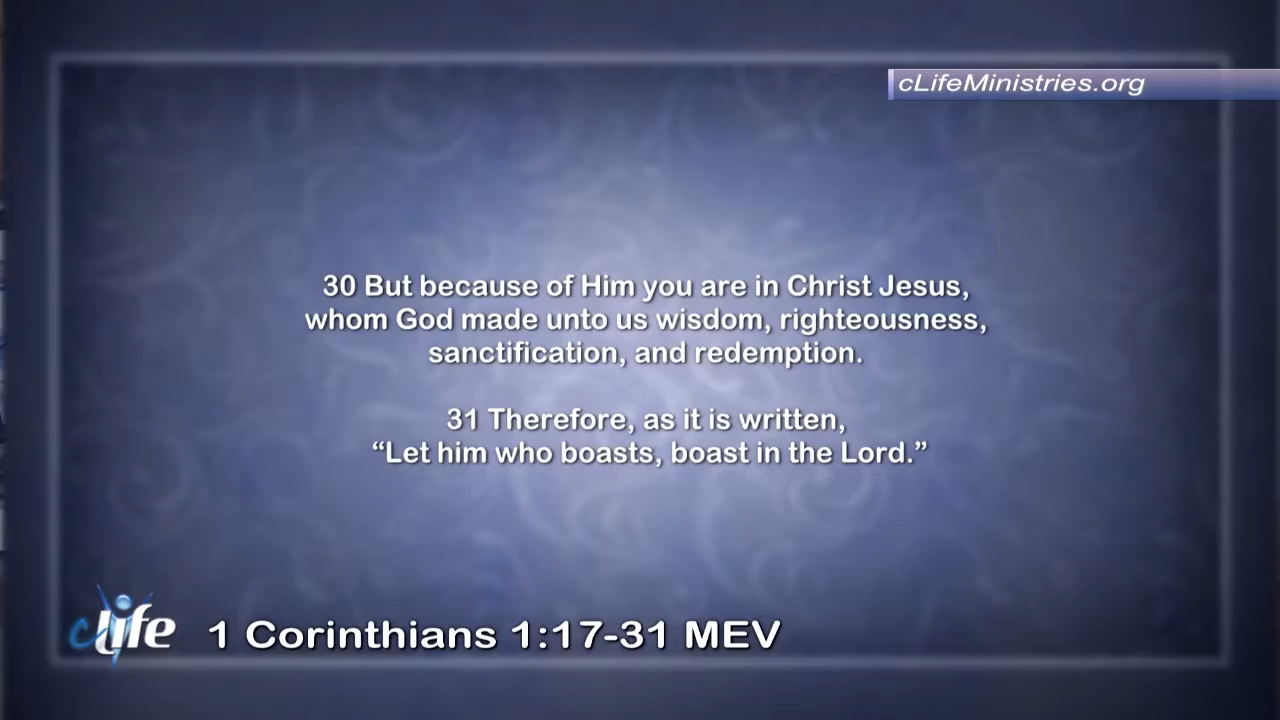 cLifeMinistries.org
30 But because of Him you are in Christ Jesus,
whom God made unto us wisdom, righteousness,
sanctification, and redemption.
31 Therefore, as it is written,
“Let him who boasts, boast in the Lord.”
cLife
1 Corinthians 1:17-31 MEV